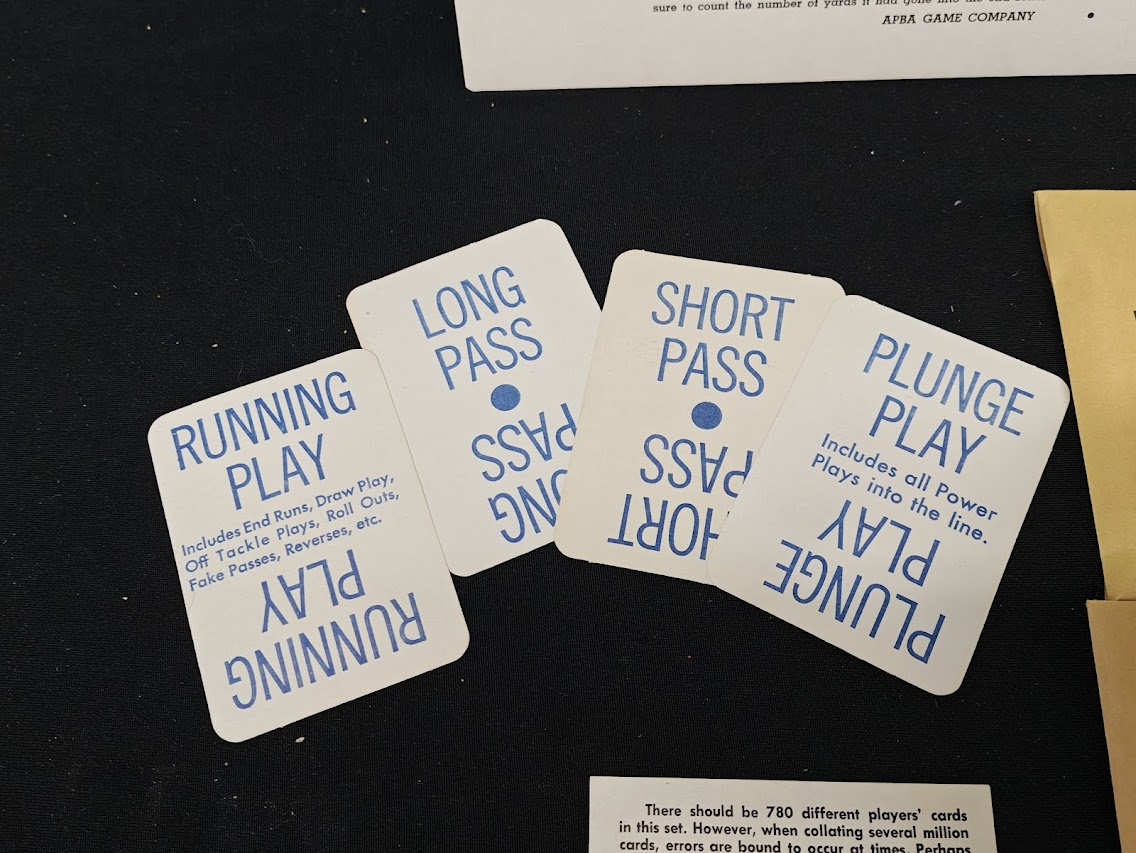 sure to count the number of yards it had gone into the end
APBA GAME COMPANY
RUNNING
PLAY
Includes End Runs, Draw Play,
Off Tackle Plays, Roll Outs,
Fake Passes, Reverses, etc.
PLAY
RUNNING
LONG
PASS
PASS
LONG
SHORT
PASS
PASS
SHORT
PLUNGE
PLAY
Includes all Power
Plays into the line.
PLAY
PLUNGE
There should be 780 different players' cards
in this set. However, when collating several million
cards, errors are bound to occur at times. Perhaps